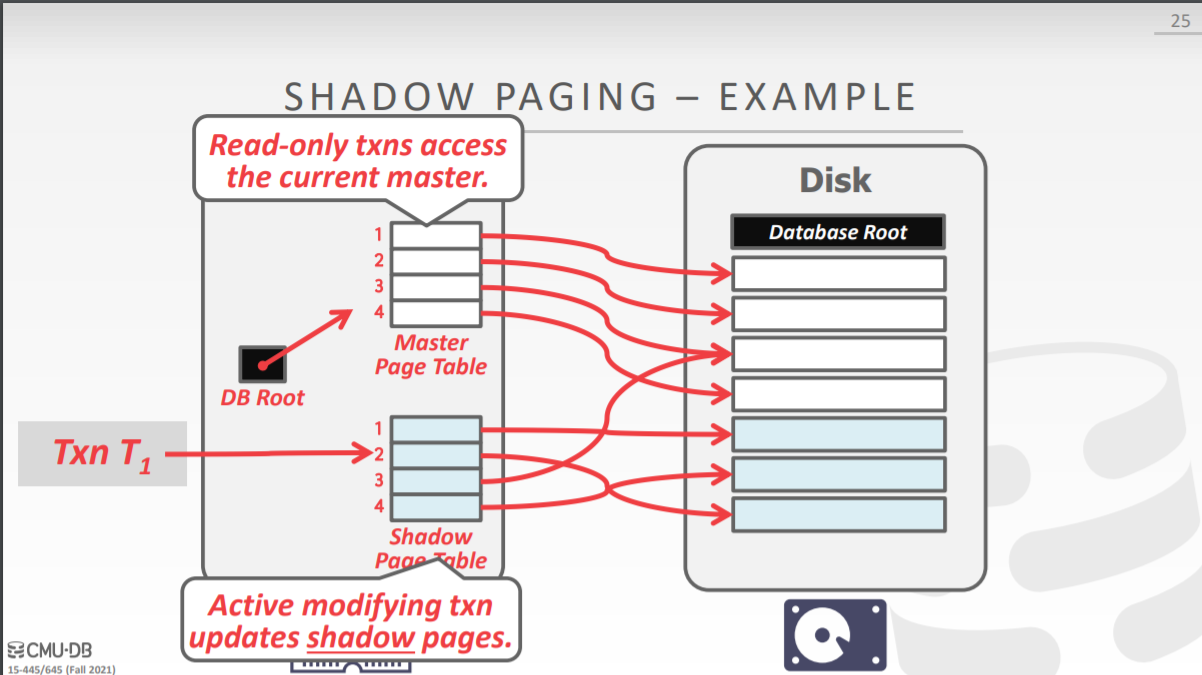 25
SHADOW PAGING – EXAMPLE
Read-only txns access
the current master.
Disk
Database Root
1
2
3
4
Master
Page Table
DB Root
Txn T₁
1
2
3
4
Shadow
Page Table
Active modifying txn
updates shadow pages.
CMU·DB
15-445/645 (Fall 2021)